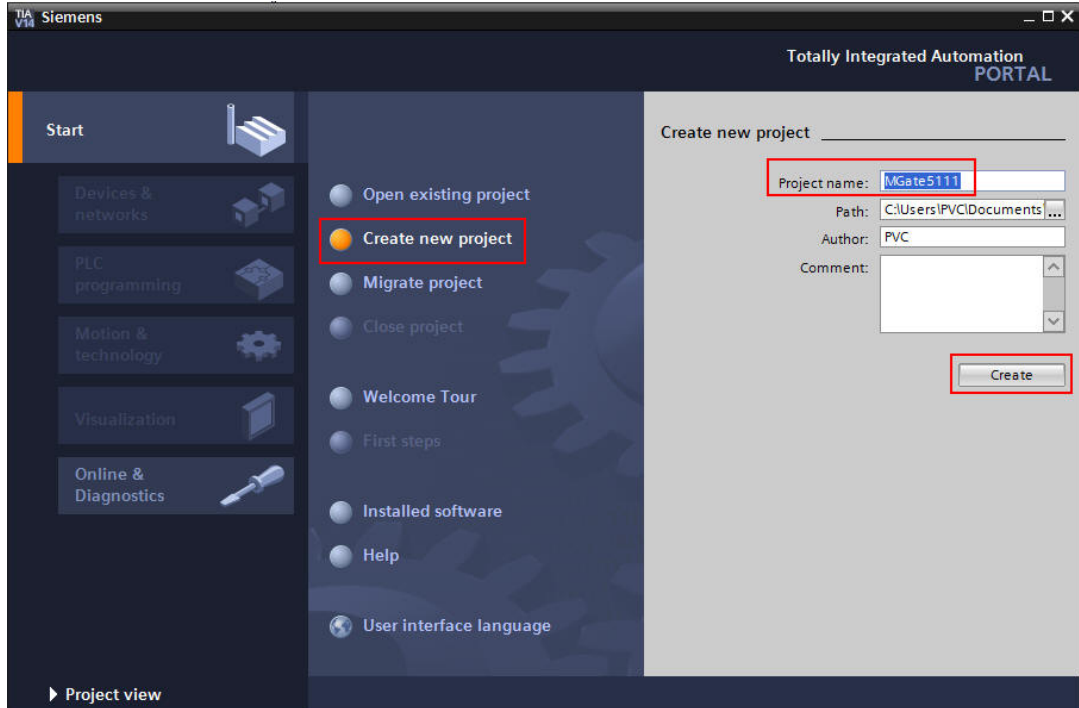 TIA
V14
Siemens
Totally Integrated Automation
PORTAL
Start
Devices &
networks
PLC
programming
Motion &
technology
Visualization
Online &
Diagnostics
Project view
Open existing project
Create new project
Migrate project
Close project
Welcome Tour
First steps
Installed software
Help
User interface language
Create new project
Project name: MGate5111
Path: C:\Users\PVC\Documents\ ...
Author: PVC
Comment:
Create